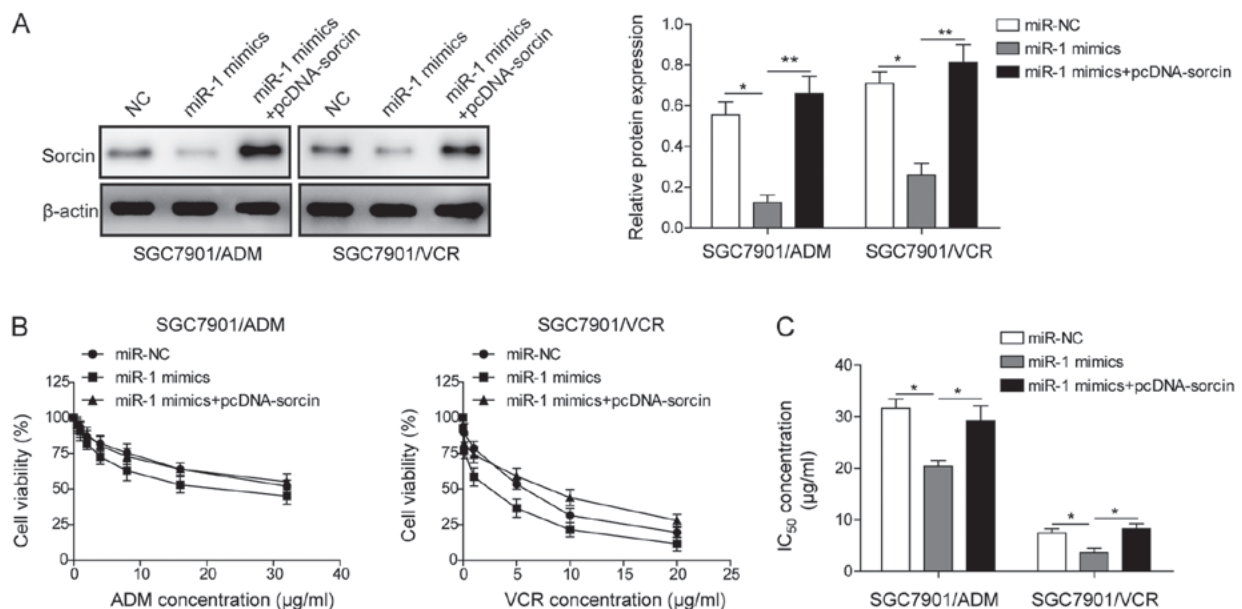 A
NC
miR-1 mimics
miR-1 mimics
+pcDNA-sorcin
NC
miR-1 mimics
miR-1 mimics
+pcDNA-sorcin
Sorcin
β-actin
SGC7901/ADM
SGC7901/VCR
Relative protein expression
0.0
0.2
0.4
0.6
0.8
1.0
*
**
*
**
SGC7901/ADM
SGC7901/VCR
miR-NC
miR-1 mimics
miR-1 mimics+pcDNA-sorcin
B
SGC7901/ADM
miR-NC
miR-1 mimics
miR-1 mimics+pcDNA-sorcin
Cell viability (%)
125
100
75
50
25
0
0
10
20
30
40
ADM concentration (µg/ml)
SGC7901/VCR
miR-NC
miR-1 mimics
miR-1 mimics+pcDNA-sorcin
Cell viability (%)
125
100
75
50
25
0
0
5
10
15
20
25
VCR concentration (µg/ml)
C
miR-NC
miR-1 mimics
miR-1 mimics+pcDNA-sorcin
IC50 concentration
(µg/ml)
40
30
20
10
0
*
*
*
*
SGC7901/ADM
SGC7901/VCR